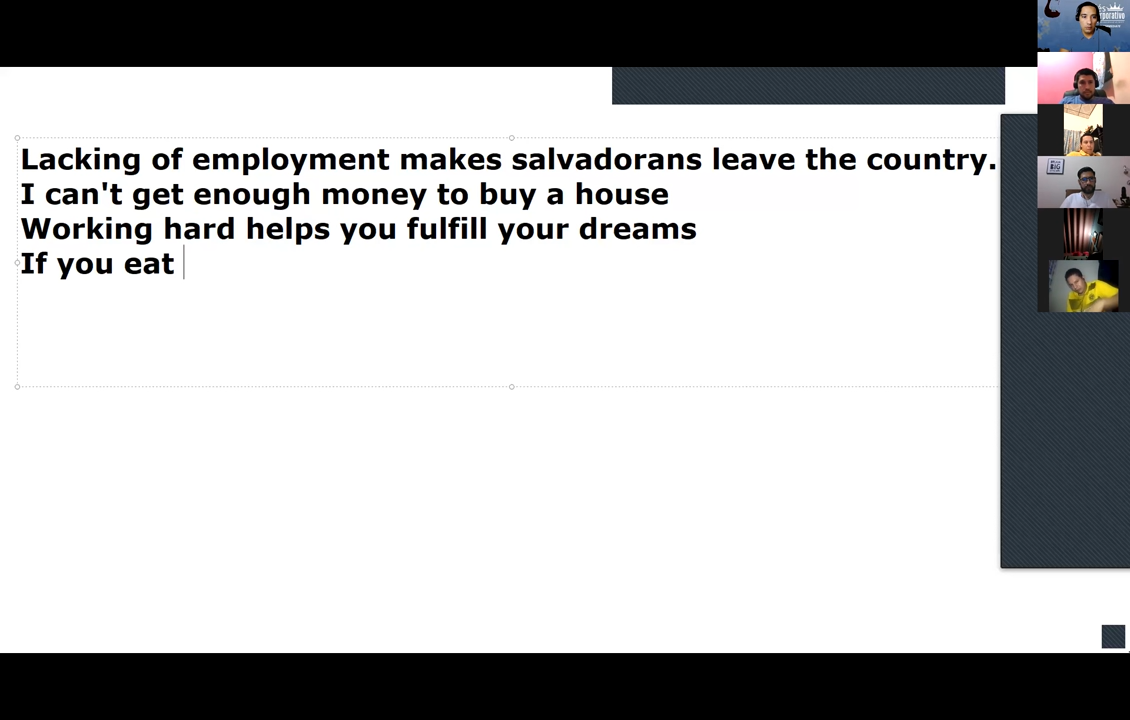 Lacking of employment makes salvadorans leave the country.
I can't get enough money to buy a house
Working hard helps you fulfill your dreams
If you eat
BIG